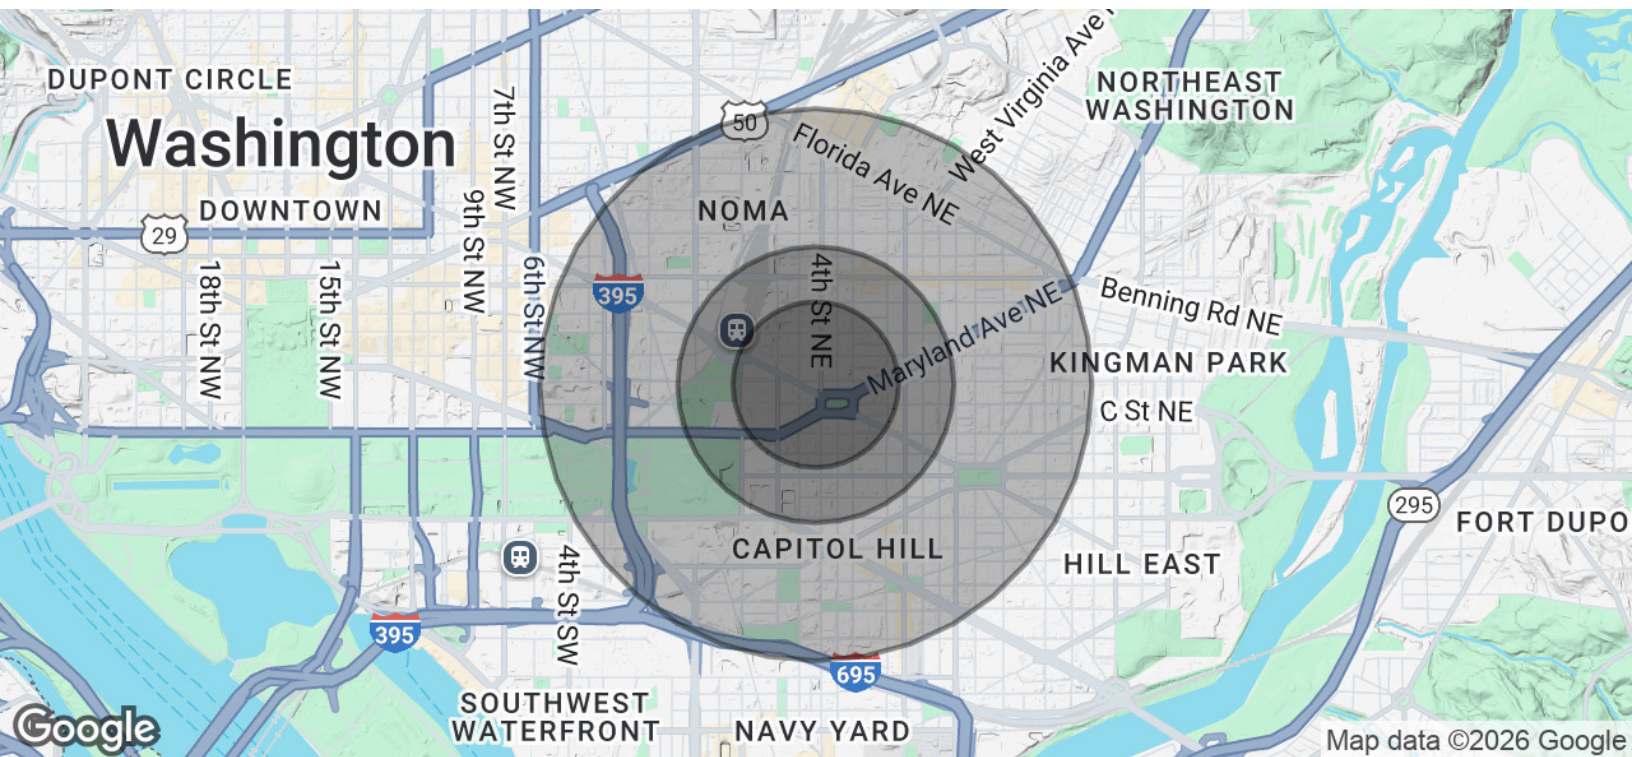 DUPONT CIRCLE
Washington
DOWNTOWN
29
18th St NW
15th St NW
9th St NW
7th St NW
6th St NW
50
Florida Ave NE
West Virginia Ave
NORTHEAST
WASHINGTON
NOMA
395
4th St NE
Maryland Ave NE
Benning Rd NE
KINGMAN PARK
C St NE
295
FORT DUPO
CAPITOL HILL
HILL EAST
4th St SW
395
695
SOUTHWEST
WATERFRONT
NAVY YARD
Google
Map data ©2026 Google